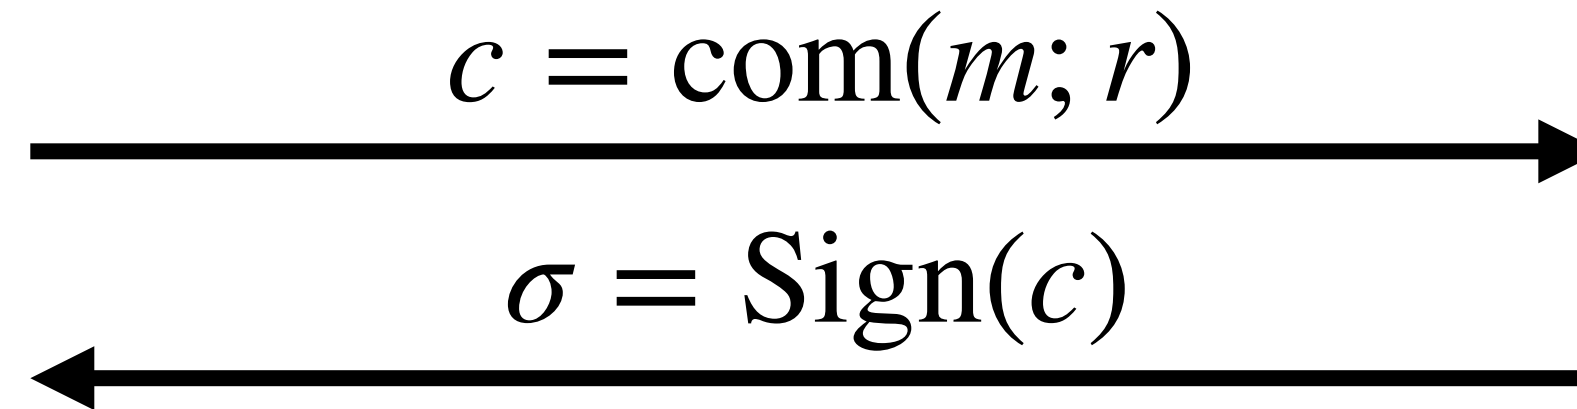 c = com(m; r)
σ = Sign(c)